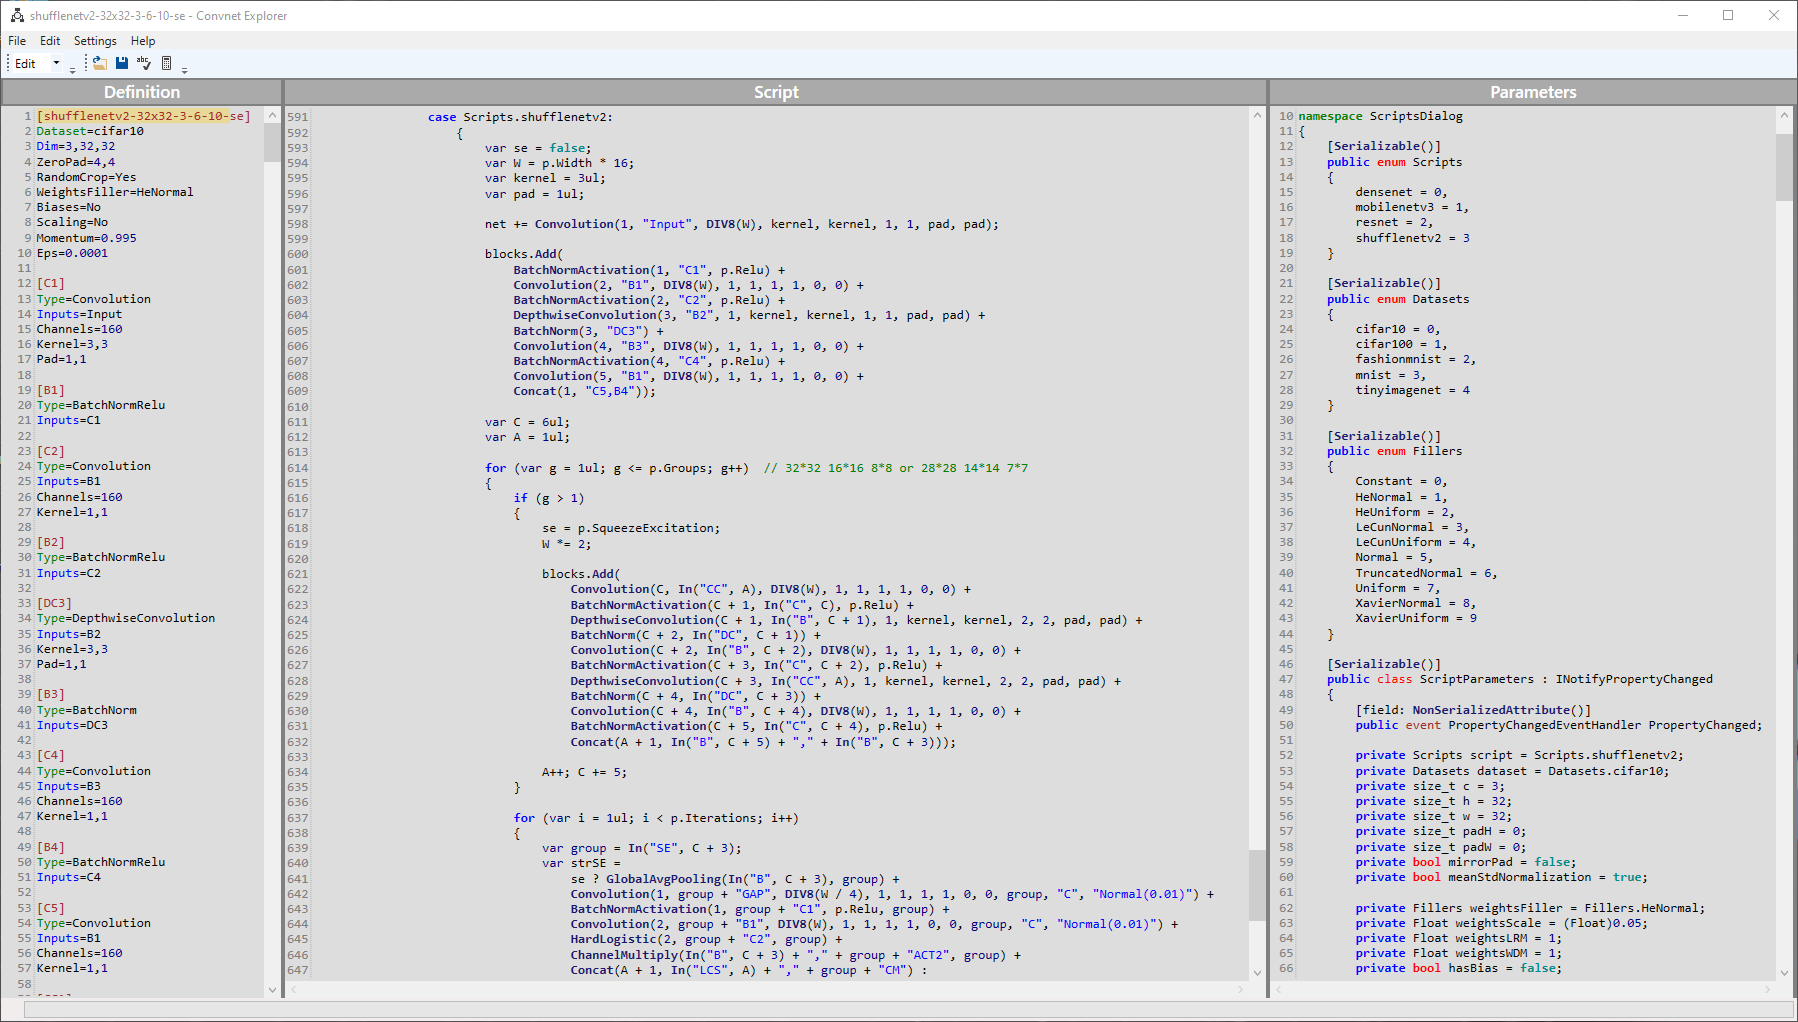 shufflenetv2-32x32-3-6-10-se - Convnet Explorer
File Edit Settings Help
Edit
abc
Definition
1 [shufflenetv2-32x32-3-6-10-se]
2 Dataset=cifar10
3 Dim=3,32,32
4 ZeroPad=4,4
5 RandomCrop=Yes
6 WeightsFiller=HeNormal
7 Biases=No
8 Scaling=No
9 Momentum=0.995
10 Eps=0.0001
11
12 [C1]
13 Type=Convolution
14 Inputs=Input
15 Channels=160
16 Kernel=3,3
17 Pad=1,1
18
19 [B1]
20 Type=BatchNormRelu
21 Inputs=C1
22
23 [C2]
24 Type=Convolution
25 Inputs=B1
26 Channels=160
27 Kernel=1,1
28
29 [B2]
30 Type=BatchNormRelu
31 Inputs=C2
32
33 [DC3]
34 Type=DepthwiseConvolution
35 Inputs=B2
36 Kernel=3,3
37 Pad=1,1
38
39 [B3]
40 Type=BatchNorm
41 Inputs=DC3
42
43 [C4]
44 Type=Convolution
45 Inputs=B3
46 Channels=160
47 Kernel=1,1
48
49 [B4]
50 Type=BatchNormRelu
51 Inputs=C4
52
53 [C5]
54 Type=Convolution
55 Inputs=B1
56 Channels=160
57 Kernel=1,1
58
Script
591 case Scripts.shufflenetv2:
592 {
593 var se = false;
594 var W = p.Width * 16;
595 var kernel = 3ul;
596 var pad = 1ul;
597
598 net += Convolution(1, "Input", DIV8(W), kernel, kernel, 1, 1, pad, pad);
599
600 blocks.Add(
601 BatchNormActivation(1, "C1", p.Relu) +
602 Convolution(2, "B1", DIV8(W), 1, 1, 1, 1, 0, 0) +
603 BatchNormActivation(2, "C2", p.Relu) +
604 DepthwiseConvolution(3, "B2", 1, kernel, kernel, 1, 1, pad, pad) +
605 BatchNorm(3, "DC3") +
606 Convolution(4, "B3", DIV8(W), 1, 1, 1, 1, 0, 0) +
607 BatchNormActivation(4, "C4", p.Relu) +
608 Convolution(5, "B1", DIV8(W), 1, 1, 1, 1, 0, 0) +
609 Concat(1, "C5,B4"));
610
611 var C = 6ul;
612 var A = 1ul;
613
614 for (var g = 1ul; g <= p.Groups; g++)  // 32*32 16*16 8*8 or 28*28 14*14 7*7
615 {
616 if (g > 1)
617 {
618 se = p.SqueezeExcitation;
619 W *= 2;
620
621 blocks.Add(
622 Convolution(C, In("CC", A), DIV8(W), 1, 1, 1, 1, 0, 0) +
623 BatchNormActivation(C + 1, In("C", C), p.Relu) +
624 DepthwiseConvolution(C + 1, In("B", C + 1), 1, kernel, kernel, 2, 2, pad, pad) +
625 BatchNorm(C + 2, In("DC", C + 1)) +
626 Convolution(C + 2, In("B", C + 2), DIV8(W), 1, 1, 1, 1, 0, 0) +
627 BatchNormActivation(C + 3, In("C", C + 2), p.Relu) +
628 DepthwiseConvolution(C + 3, In("CC", A), 1, kernel, kernel, 2, 2, pad, pad) +
629 BatchNorm(C + 4, In("DC", C + 3)) +
630 Convolution(C + 4, In("B", C + 4), DIV8(W), 1, 1, 1, 1, 0, 0) +
631 BatchNormActivation(C + 5, In("C", C + 4), p.Relu) +
632 Concat(A + 1, In("B", C + 5) + "," + In("B", C + 3)));
633
634 A++; C += 5;
635 }
636
637 for (var i = 1ul; i < p.Iterations; i++)
638 {
639 var group = In("SE", C + 3);
640 var strSE =
641 se ? GlobalAvgPooling(In("B", C + 3), group) +
642 Convolution(1, group + "GAP", DIV8(W / 4), 1, 1, 1, 1, 0, 0, group, "C", "Normal(0.01)") +
643 BatchNormActivation(1, group + "C1", p.Relu, group) +
644 Convolution(2, group + "B1", DIV8(W), 1, 1, 1, 1, 0, 0, group, "C", "Normal(0.01)") +
645 HardLogistic(2, group + "C2", group) +
646 ChannelMultiply(In("B", C + 3) + "," + group + "ACT2", group) +
647 Concat(A + 1, In("LCS", A) + "," + group + "CM") :
Parameters
10 namespace ScriptsDialog
11 {
12 [Serializable()]
13 public enum Scripts
14 {
15 densenet = 0,
16 mobilenetv3 = 1,
17 resnet = 2,
18 shufflenetv2 = 3
19 }
20
21 [Serializable()]
22 public enum Datasets
23 {
24 cifar10 = 0,
25 cifar100 = 1,
26 fashionmnist = 2,
27 mnist = 3,
28 tinyimagenet = 4
29 }
30
31 [Serializable()]
32 public enum Fillers
33 {
34 Constant = 0,
35 HeNormal = 1,
36 HeUniform = 2,
37 LeCunNormal = 3,
38 LeCunUniform = 4,
39 Normal = 5,
40 TruncatedNormal = 6,
41 Uniform = 7,
42 XavierNormal = 8,
43 XavierUniform = 9
44 }
45
46 [Serializable()]
47 public class ScriptParameters : INotifyPropertyChanged
48 {
49 [field: NonSerializedAttribute()]
50 public event PropertyChangedEventHandler PropertyChanged;
51
52 private Scripts script = Scripts.shufflenetv2;
53 private Datasets dataset = Datasets.cifar10;
54 private size_t c = 3;
55 private size_t h = 32;
56 private size_t w = 32;
57 private size_t padH = 0;
58 private size_t padW = 0;
59 private bool mirrorPad = false;
60 private bool meanStdNormalization = true;
61
62 private Fillers weightsFiller = Fillers.HeNormal;
63 private Float weightsScale = (Float)0.05;
64 private Float weightsLRM = 1;
65 private Float weightsWDM = 1;
66 private bool hasBias = false;